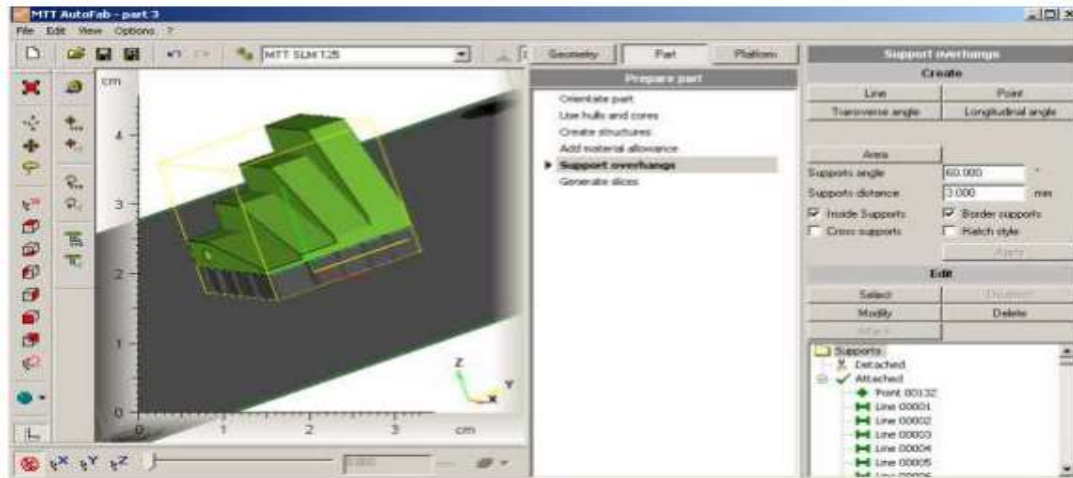 MTT AutoFab - part 3
File Edit View Options ?
MTT SLM 125
Geometry Part Platform
Prepare part
Orientate part
Use hulls and cores
Create structures
Add material allowance
Support overhangs
Generate slices
Support overhangs
Create
Line Point
Transverse angle Longitudinal angle
Area
Supports angle 60.000 °
Supports distance 3.000 mm
Inside Supports Border supports
Cross supports Hatch style
Apply
Edit
Select
Modify Delete
Attach
Supports
Detached
Attached
Point 00132
Line 00001
Line 00002
Line 00003
Line 00004
Line 00005
Line 00006
cm
4
3
2
1
0
0 1 2 3 cm
Z
Y
X
X Y Z